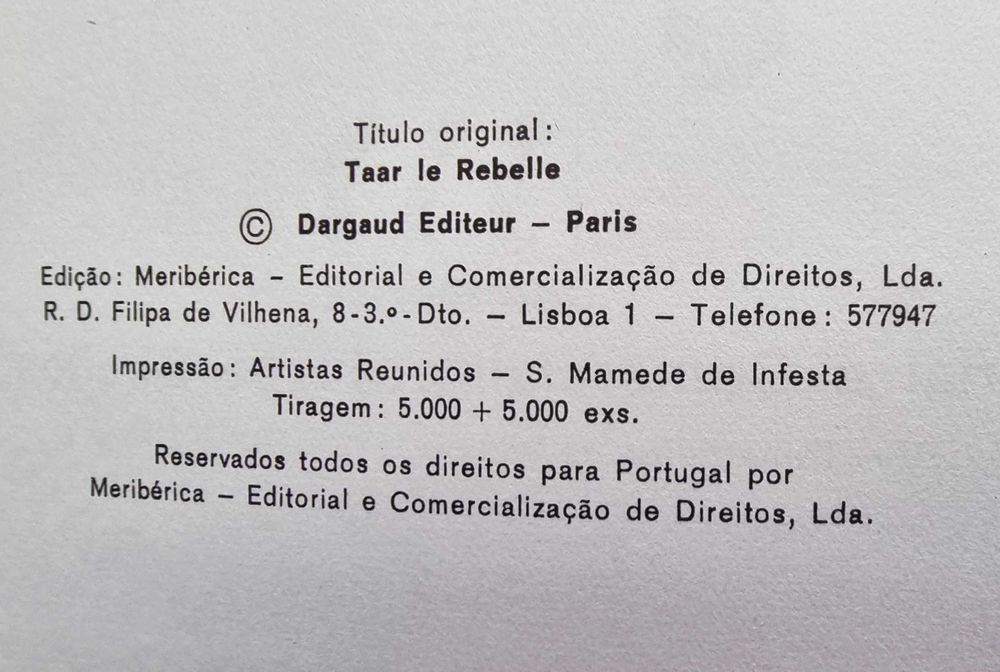 Título original:
Taar le Rebelle
© Dargaud Editeur – Paris
Edição: Meribérica – Editorial e Comercialização de Direitos, Lda.
R. D. Filipa de Vilhena, 8-3.º-Dto. – Lisboa 1 – Telefone: 577947
Impressão: Artistas Reunidos – S. Mamede de Infesta
Tiragem: 5.000 + 5.000 exs.
Reservados todos os direitos para Portugal por
Meribérica – Editorial e Comercialização de Direitos, Lda.